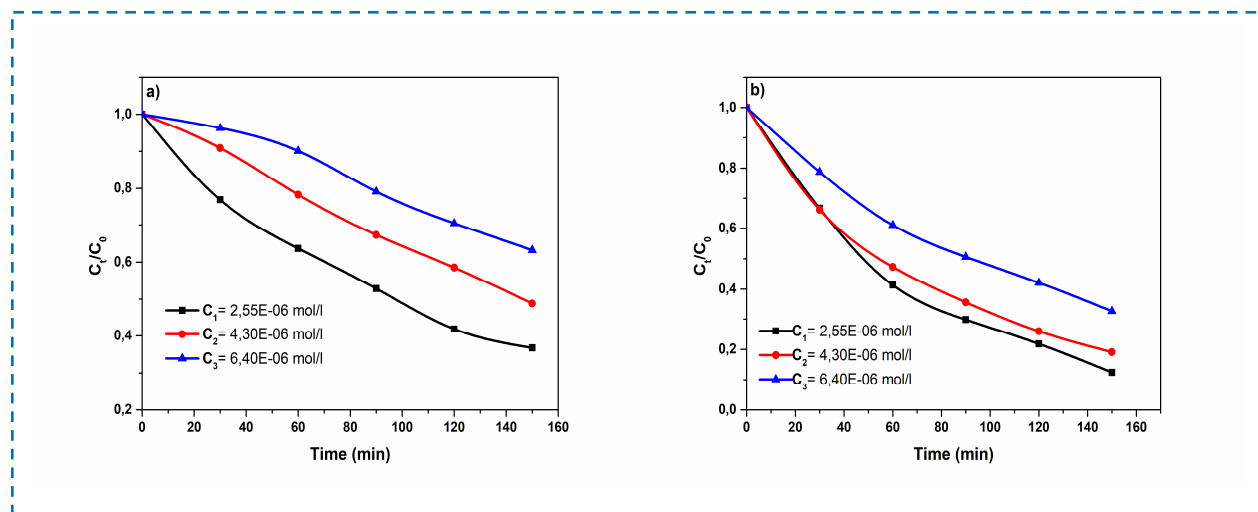 a)
1,0
0,8
0,6
0,4
0,2
C_t/C_0
C_1= 2,55E-06 mol/l
C_2= 4,30E-06 mol/l
C_3= 6,40E-06 mol/l
0 20 40 60 80 100 120 140 160
Time (min)
b)
1,0
0,8
0,6
0,4
0,2
0,0
C_t/C_0
C_1= 2,55E-06 mol/l
C_2= 4,30E-06 mol/l
C_3= 6,40E-06 mol/l
0 20 40 60 80 100 120 140 160
Time (min)